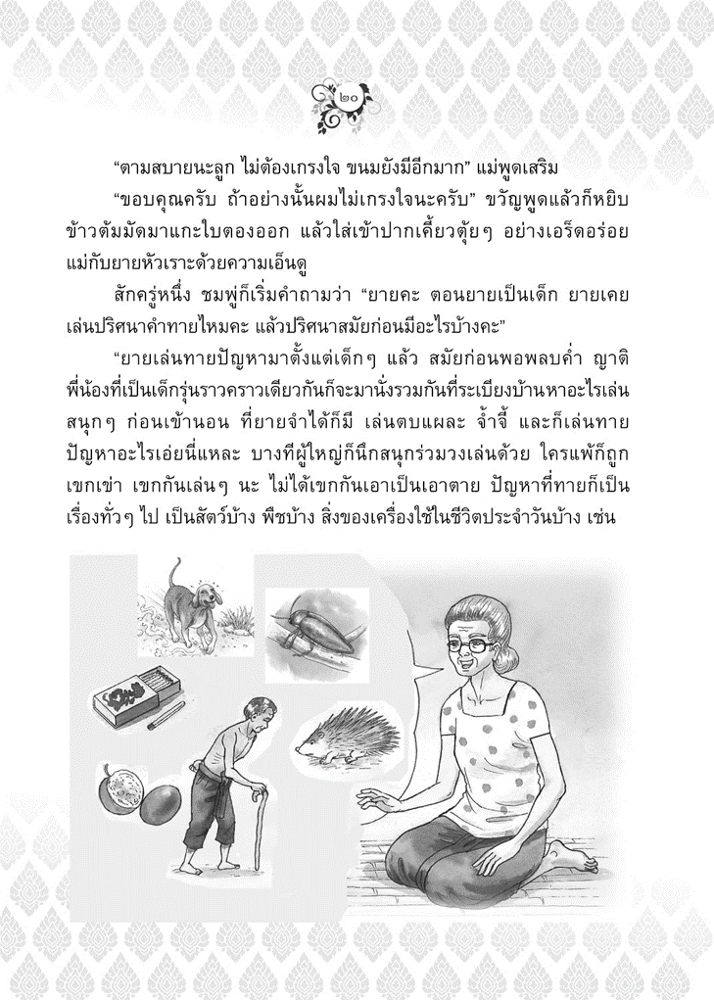 ๒๐
“ตามสบายนะลูก ไม่ต้องเกรงใจ ขนมยังมีอีกมาก” แม่พูดเสริม
“ขอบคุณครับ ถ้าอย่างนั้นผมไม่เกรงใจนะครับ” ขวัญพูดแล้วก็หยิบ
ข้าวต้มมัดมาแกะใบตองออก แล้วใส่เข้าปากเคี้ยวตุ้ยๆ อย่างเอร็ดอร่อย
แม่กับยายหัวเราะด้วยความเอ็นดู
สักครู่หนึ่ง ชมพู่ก็เริ่มคำถามว่า “ยายคะ ตอนยายเป็นเด็ก ยายเคย
เล่นปริศนาคำทายไหมคะ แล้วปริศนาสมัยก่อนมีอะไรบ้างคะ”
“ยายเล่นทายปัญหามาตั้งแต่เด็กๆ แล้ว สมัยก่อนพอพลบค่ำ ญาติ
พี่น้องที่เป็นเด็กรุ่นราวคราวเดียวกันก็จะมานั่งรวมกันที่ระเบียงบ้านหาอะไรเล่น
สนุกๆ ก่อนเข้านอน ที่ยายจำได้ก็มี เล่นตบแผละ จ้ำจี้ และก็เล่นทาย
ปัญหาอะไรเอ่ยนี่แหละ บางทีผู้ใหญ่ก็นึกสนุกร่วมวงเล่นด้วย ใครแพ้ก็ถูก
เขกเข่า เขกกันเล่นๆ นะ ไม่ได้เขกกันเอาเป็นเอาตาย ปัญหาที่ทายก็เป็น
เรื่องทั่วๆ ไป เป็นสัตว์บ้าง พืชบ้าง สิ่งของเครื่องใช้ในชีวิตประจำวันบ้าง เช่น